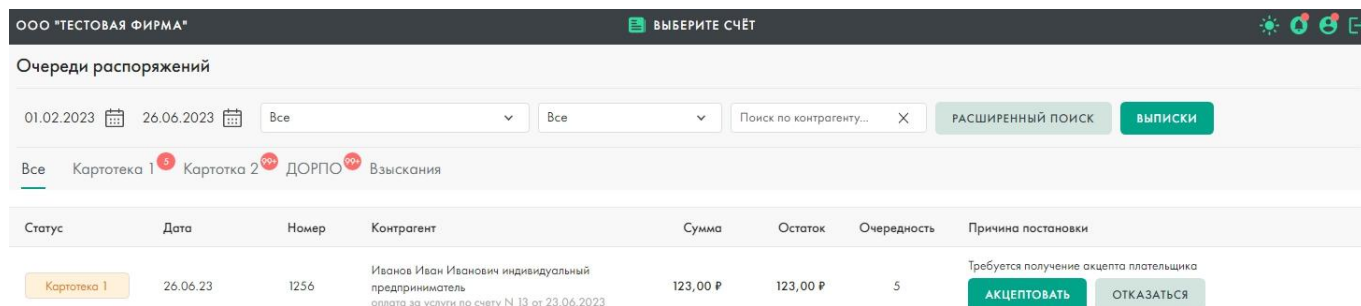 ООО "ТЕСТОВАЯ ФИРМА" ВЫБЕРИТЕ СЧЁТ
Очереди распоряжений
01.02.2023 26.06.2023 Все Все Поиск по контрагенту... РАСШИРЕННЫЙ ПОИСК ВЫПИСКИ
Все Картотека 1 5 Картотка 2 99+ ДОРПО 99+ Взыскания
Статус Дата Номер Контрагент Сумма Остаток Очередность Причина постановки
Картотека 1 26.06.23 1256 Иванов Иван Иванович индивидуальный 123,00 ₽ 123,00 ₽ 5 Требуется получение акцепта плательщика
предприниматель
оплата за услуги по счету N 13 от 23.06.2023 АКЦЕПТОВАТЬ ОТКАЗАТЬСЯ